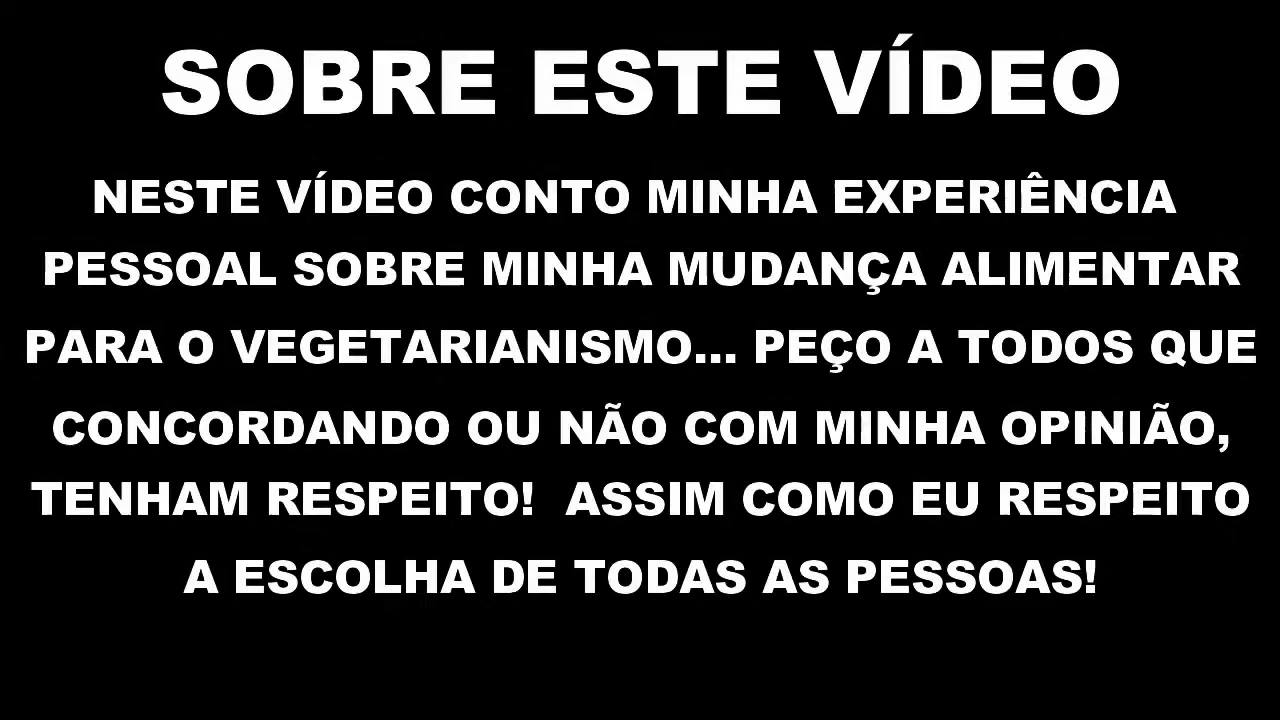 SOBRE ESTE VÍDEO
NESTE VÍDEO CONTO MINHA EXPERIÊNCIA
PESSOAL SOBRE MINHA MUDANÇA ALIMENTAR
PARA O VEGETARIANISMO... PEÇO A TODOS QUE
CONCORDANDO OU NÃO COM MINHA OPINIÃO,
TENHAM RESPEITO!  ASSIM COMO EU RESPEITO
A ESCOLHA DE TODAS AS PESSOAS!